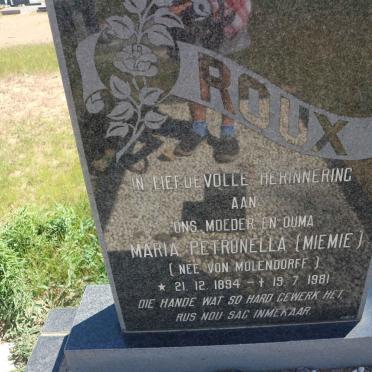 ROUX
IN LIEFDEVOLLE HERINNERING
AAN
ONS MOEDER EN OUMA
MARIA PETRONELLA (MIEMIE)
(NEE VON MOLENDORFF)
* 21.12.1894 - † 19.7.1981
DIE HANDE WAT SO HARD GEWERK HET,
RUS NOU SAG INMEKAAR.